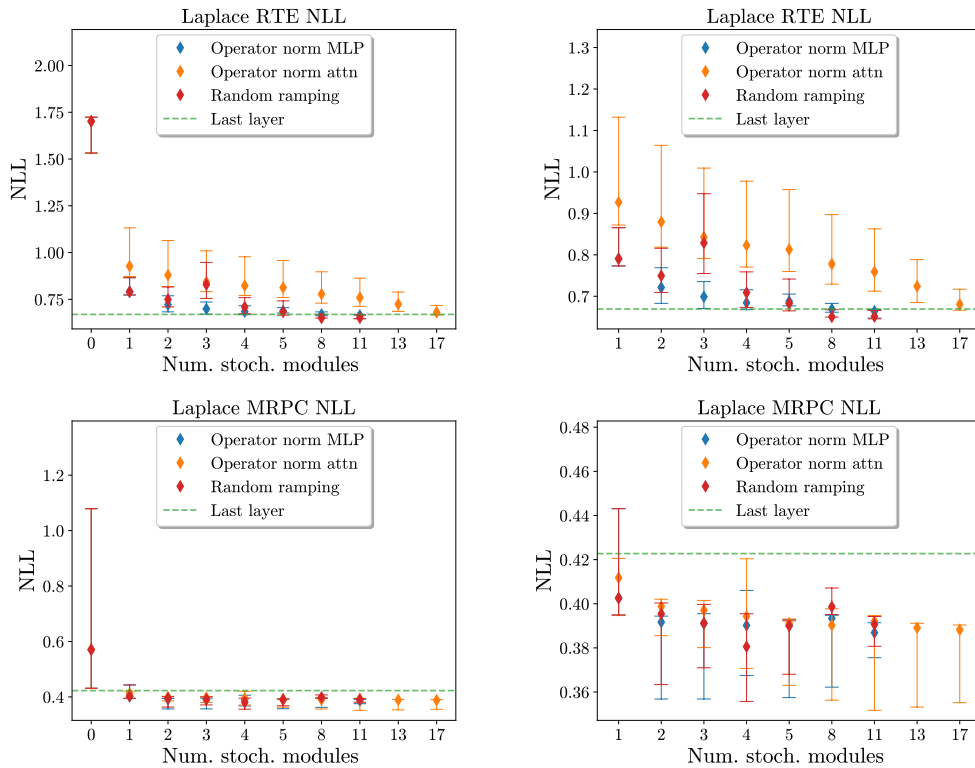 Laplace RTE NLL
NLL
2.00
1.75
1.50
1.25
1.00
0.75
Operator norm MLP
Operator norm attn
Random ramping
Last layer
0 1 2 3 4 5 8 11 13 17
Num. stoch. modules
Laplace RTE NLL
NLL
1.3
1.2
1.1
1.0
0.9
0.8
0.7
Operator norm MLP
Operator norm attn
Random ramping
Last layer
1 2 3 4 5 8 11 13 17
Num. stoch. modules
Laplace MRPC NLL
NLL
1.2
1.0
0.8
0.6
0.4
Operator norm MLP
Operator norm attn
Random ramping
Last layer
0 1 2 3 4 5 8 11 13 17
Num. stoch. modules
Laplace MRPC NLL
NLL
0.48
0.46
0.44
0.42
0.40
0.38
0.36
Operator norm MLP
Operator norm attn
Random ramping
Last layer
1 2 3 4 5 8 11 13 17
Num. stoch. modules